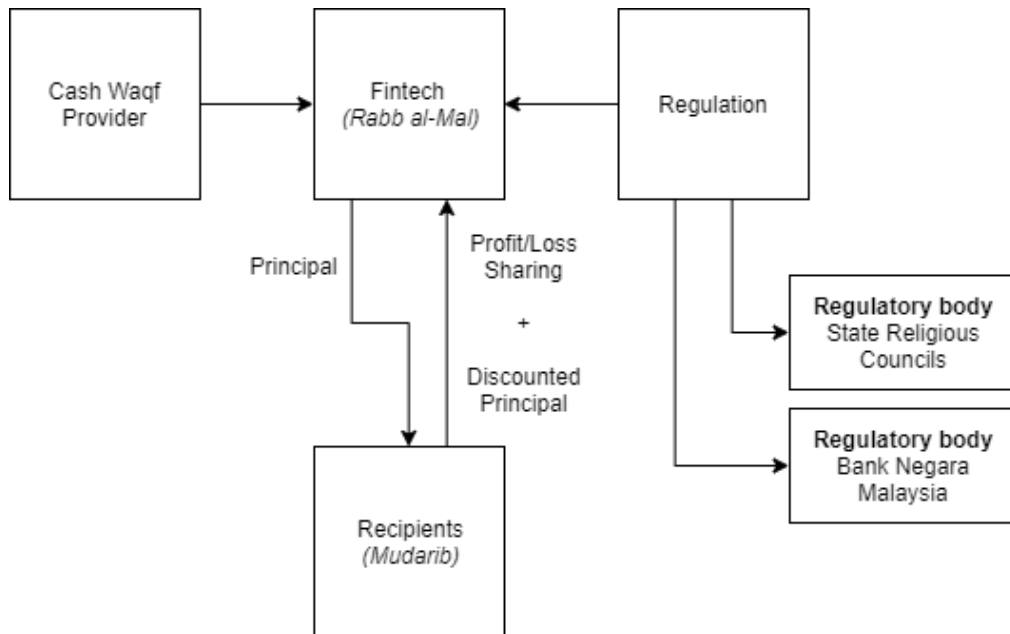 Cash Waqf
Provider
Fintech
(Rabb al-Mal)
Regulation
Principal
Profit/Loss
Sharing
+
Discounted
Principal
Regulatory body
State Religious
Councils
Regulatory body
Bank Negara
Malaysia
Recipients
(Mudarib)